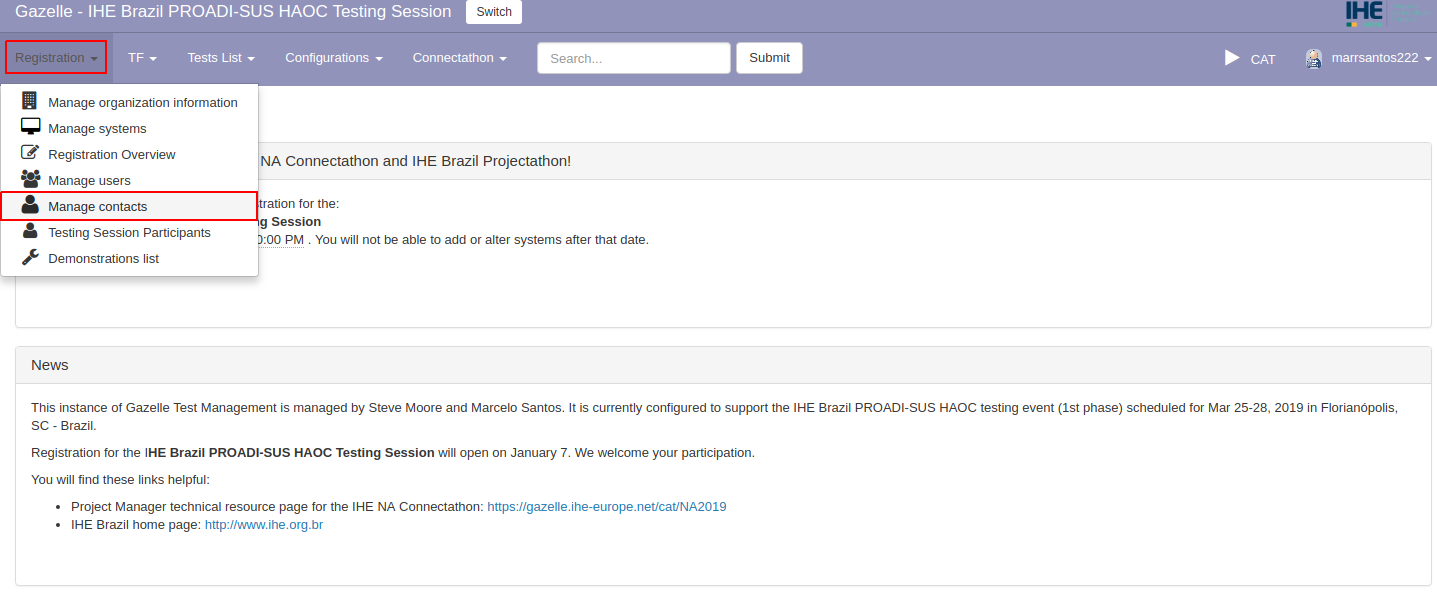 Gazelle - IHE Brazil PROADI-SUS HAOC Testing Session Switch
IHE
Registration TF Tests List Configurations Connectathon Search... Submit CAT marrsantos222
Manage organization information
Manage systems
Registration Overview
Manage users
Manage contacts
Testing Session Participants
Demonstrations list
NA Connectathon and IHE Brazil Projectathon!
tration for the:
ng Session
0:00 PM . You will not be able to add or alter systems after that date.
News
This instance of Gazelle Test Management is managed by Steve Moore and Marcelo Santos. It is currently configured to support the IHE Brazil PROADI-SUS HAOC testing event (1st phase) scheduled for Mar 25-28, 2019 in Florianópolis,
SC - Brazil.
Registration for the IHE Brazil PROADI-SUS HAOC Testing Session will open on January 7. We welcome your participation.
You will find these links helpful:
• Project Manager technical resource page for the IHE NA Connectathon: https://gazelle.ihe-europe.net/cat/NA2019
• IHE Brazil home page: http://www.ihe.org.br